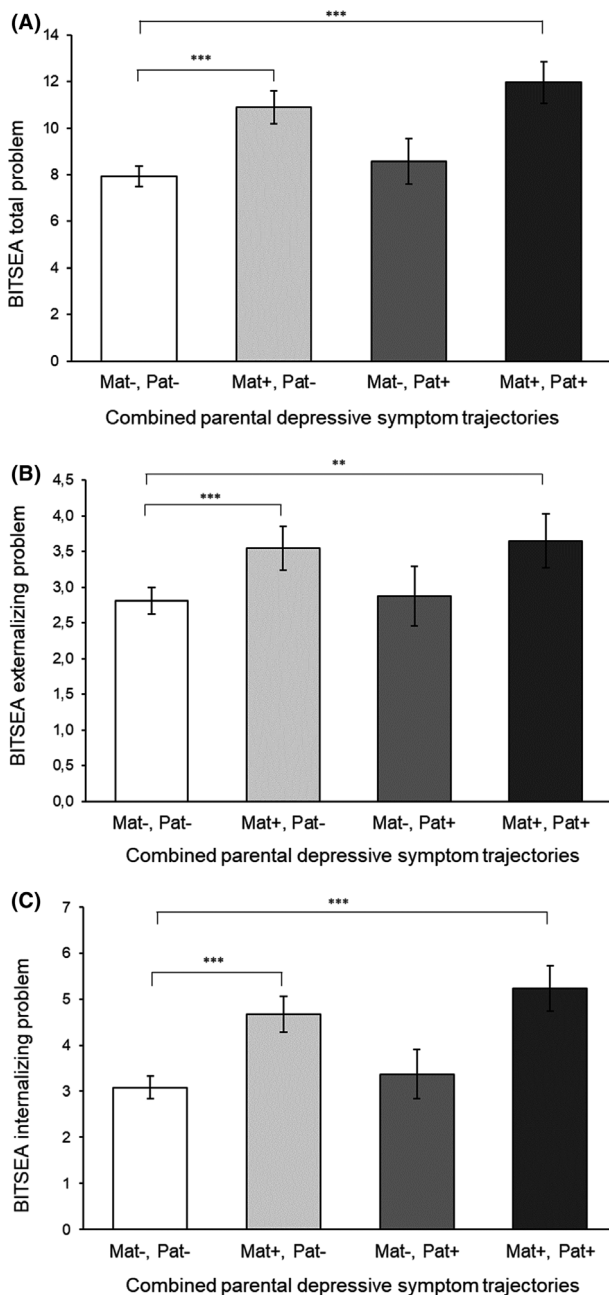 (A)
***
***
14
12
10
8
6
4
2
0
BITSEA total problem
Mat-, Pat-
Mat+, Pat-
Mat-, Pat+
Mat+, Pat+
Combined parental depressive symptom trajectories
(B)
**
***
4,5
4,0
3,5
3,0
2,5
2,0
1,5
1,0
0,5
0,0
BITSEA externalizing problem
Mat-, Pat-
Mat+, Pat-
Mat-, Pat+
Mat+, Pat+
Combined parental depressive symptom trajectories
(C)
***
***
7
6
5
4
3
2
1
0
BITSEA internalizing problem
Mat-, Pat-
Mat+, Pat-
Mat-, Pat+
Mat+, Pat+
Combined parental depressive symptom trajectories